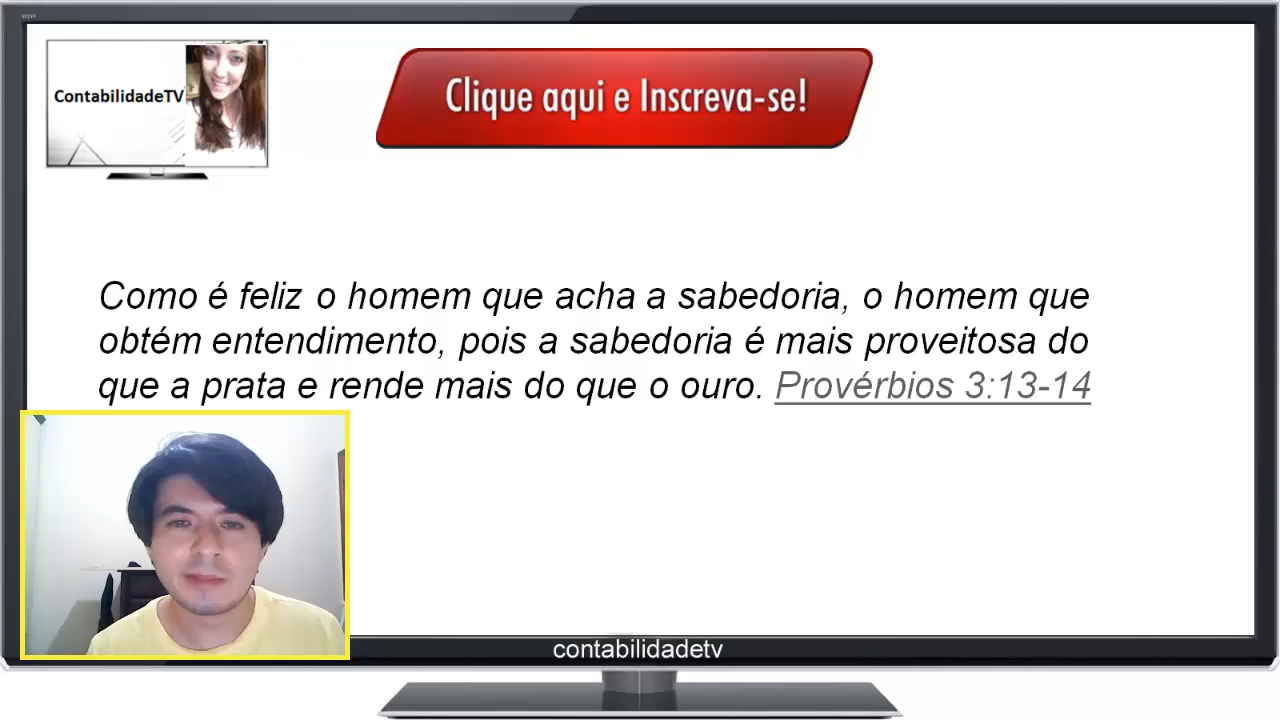 ContabilidadeTV
Clique aqui e Inscreva-se!
Como é feliz o homem que acha a sabedoria, o homem que
obtém entendimento, pois a sabedoria é mais proveitosa do
que a prata e rende mais do que o ouro. Provérbios 3:13-14
contabilidadetv